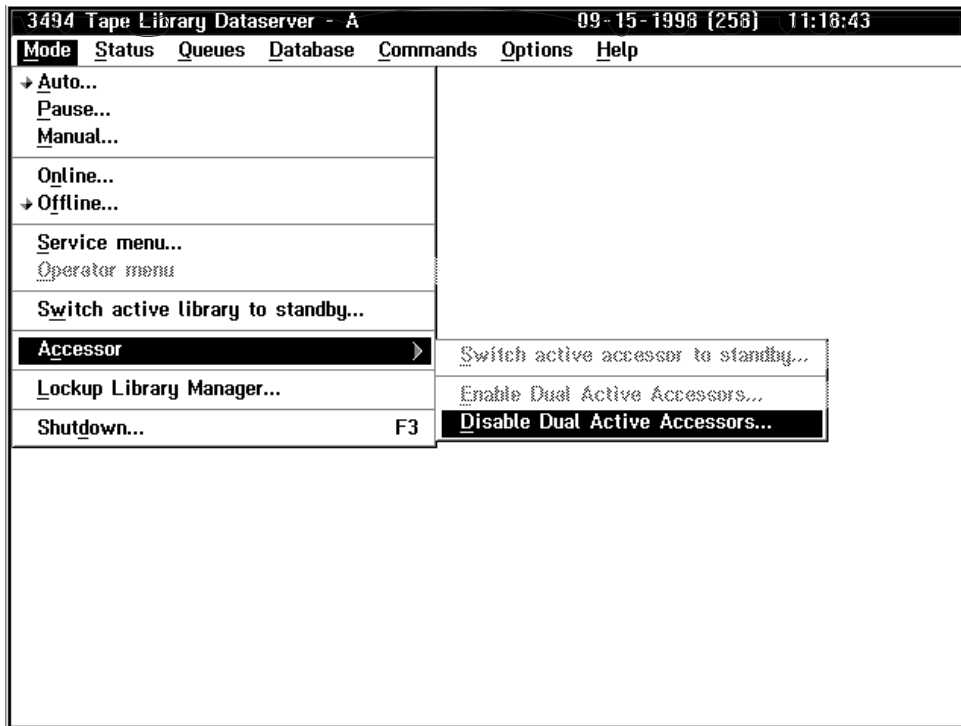 3494 Tape Library Dataserver - A 09-15-1998 (258) 11:18:43
Mode Status Queues Database Commands Options Help
Auto...
Pause...
Manual...
Online...
Offline...
Service menu...
Operator menu
Switch active library to standby...
Accessor
Switch active accessor to standby...
Enable Dual Active Accessors...
Disable Dual Active Accessors...
Lockup Library Manager...
Shutdown... F3